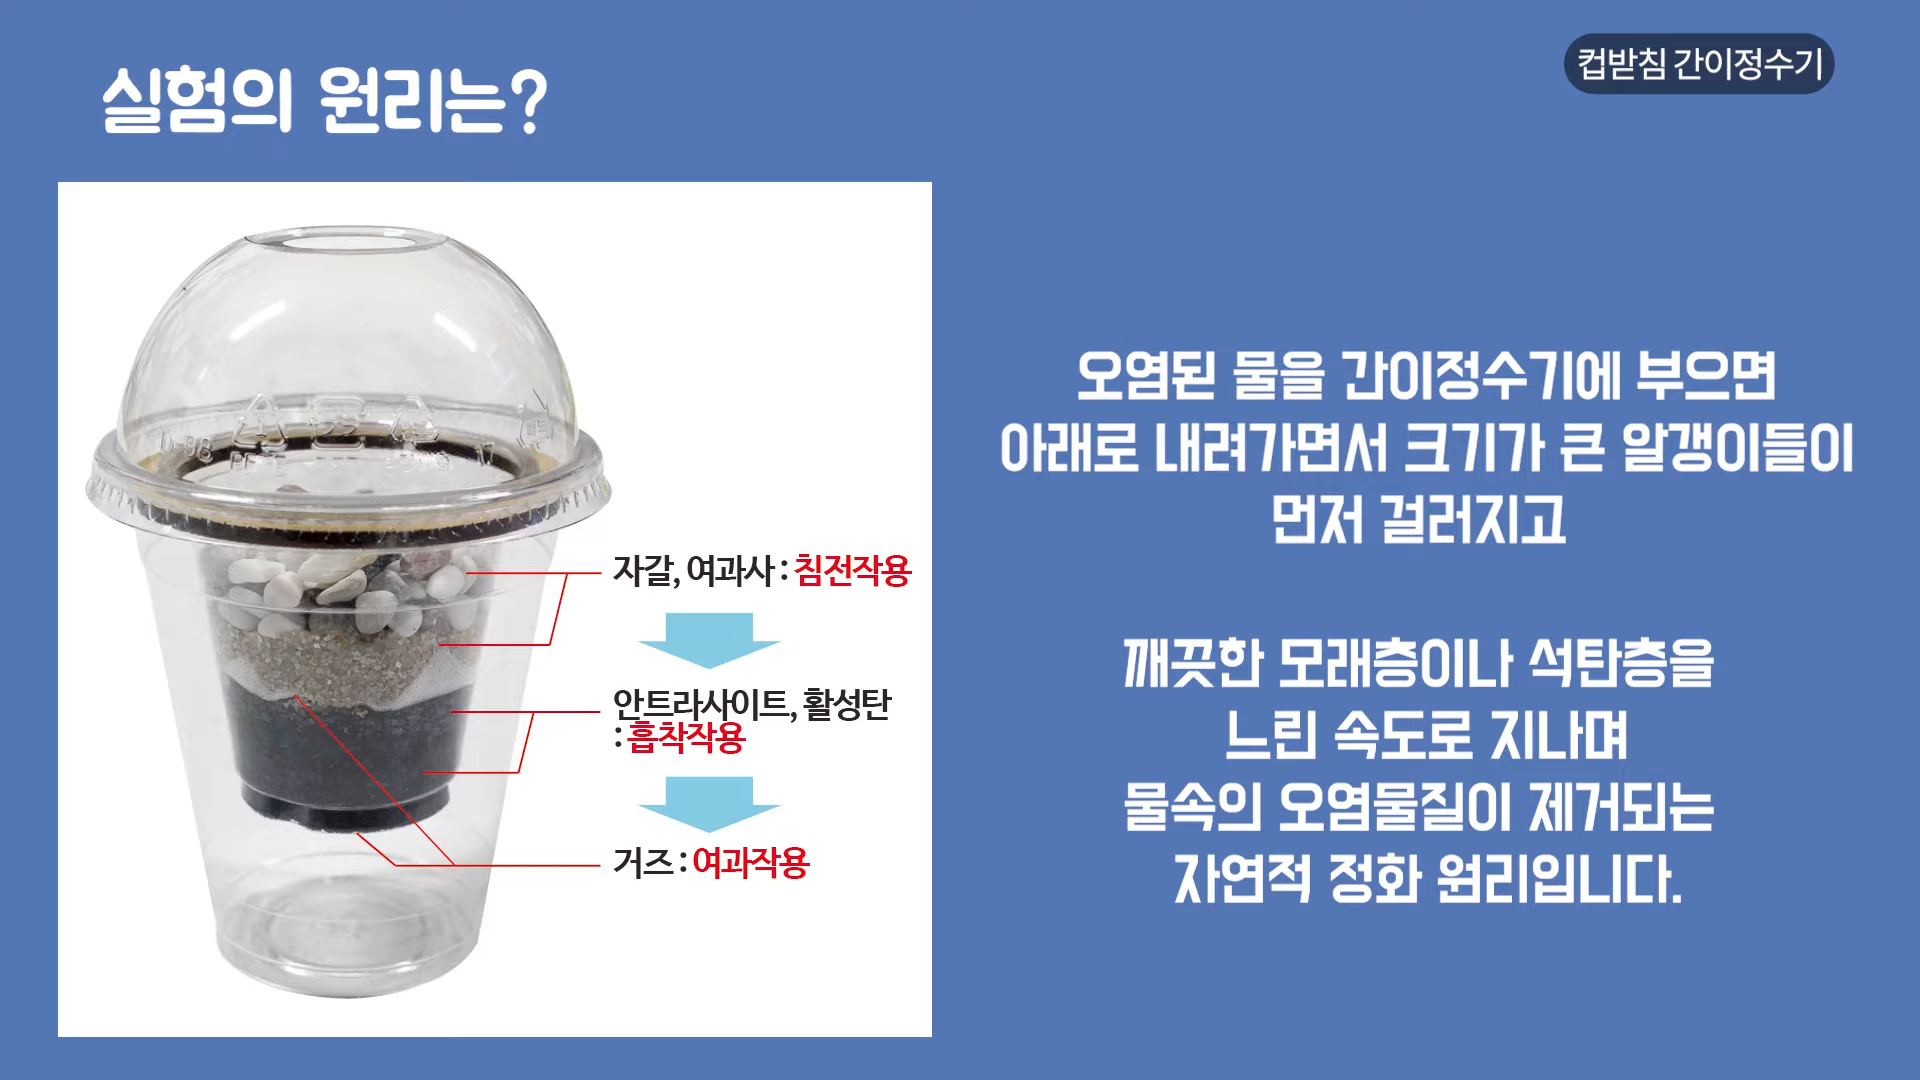 실험의 원리는?
컵받침 간이정수기
자갈, 여과사 : 침전작용
안트라사이트, 활성탄
: 흡착작용
거즈 : 여과작용
오염된 물을 간이정수기에 부으면
아래로 내려가면서 크기가 큰 알갱이들이
먼저 걸러지고
깨끗한 모래층이나 석탄층을
느린 속도로 지나며
물속의 오염물질이 제거되는
자연적 정화 원리입니다.